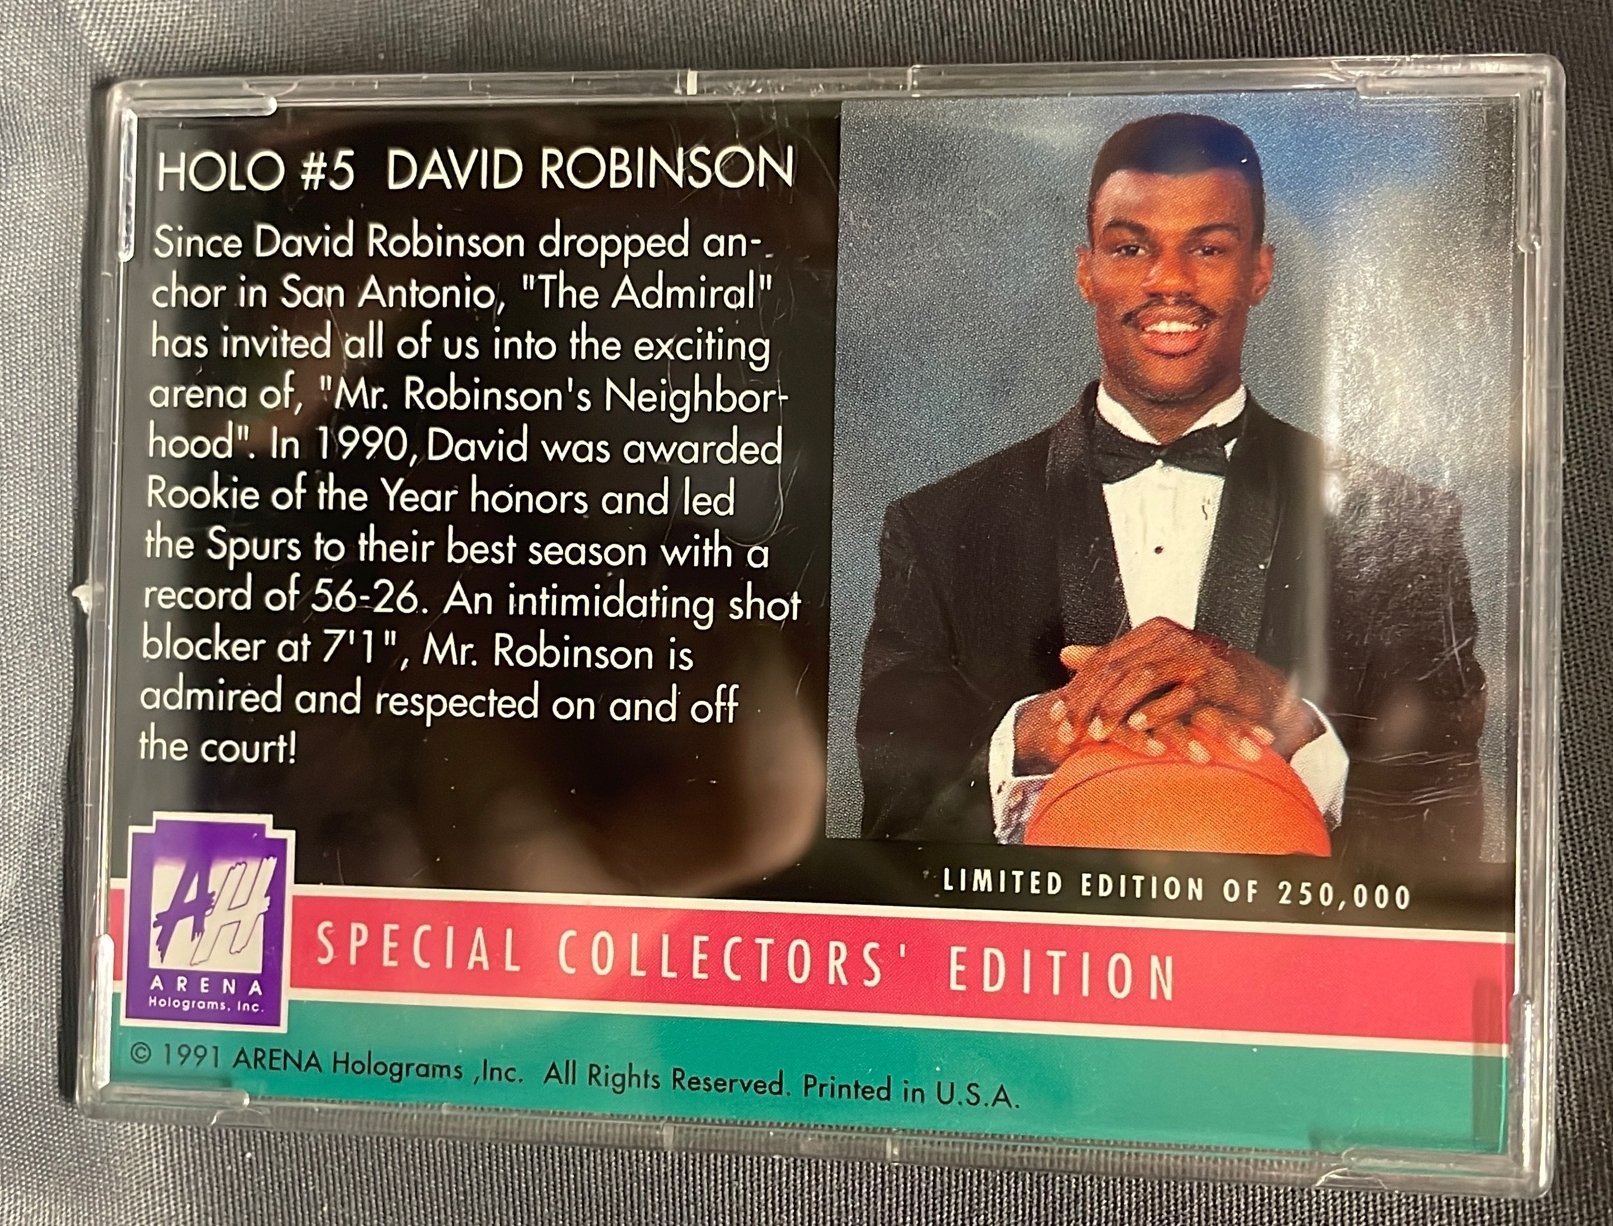 HOLO #5 DAVID ROBINSON
Since David Robinson dropped an-
chor in San Antonio, "The Admiral"
has invited all of us into the exciting
arena of, "Mr. Robinson's Neighbor-
hood". In 1990, David was awarded
Rookie of the Year honors and led
the Spurs to their best season with a
record of 56-26. An intimidating shot
blocker at 7'1", Mr. Robinson is
admired and respected on and off
the court!
LIMITED EDITION OF 250,000
AH
ARENA
Holograms, Inc.
SPECIAL COLLECTORS' EDITION
© 1991 ARENA Holograms ,Inc. All Rights Reserved. Printed in U.S.A.